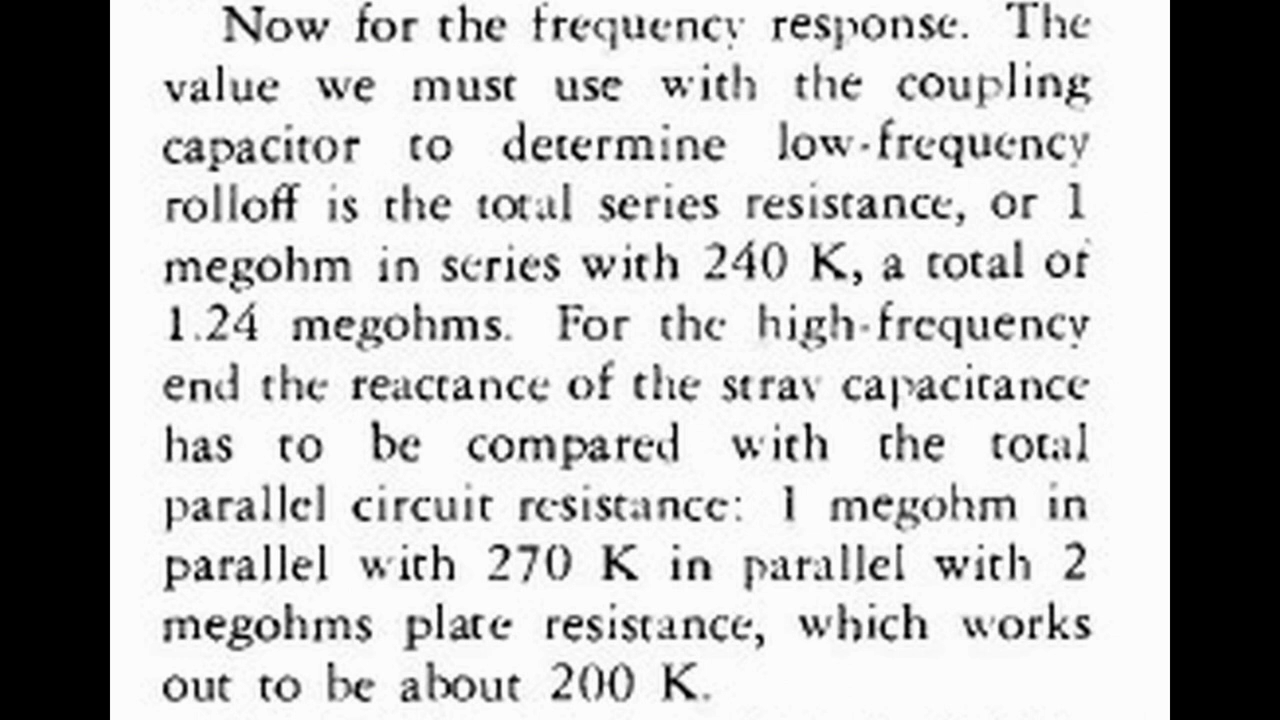 Now for the frequency response. The
value we must use with the coupling
capacitor to determine low-frequency
rolloff is the total series resistance, or 1
megohm in series with 240 K, a total of
1.24 megohms. For the high-frequency
end the reactance of the stray capacitance
has to be compared with the total
parallel circuit resistance: 1 megohm in
parallel with 270 K in parallel with 2
megohms plate resistance, which works
out to be about 200 K.